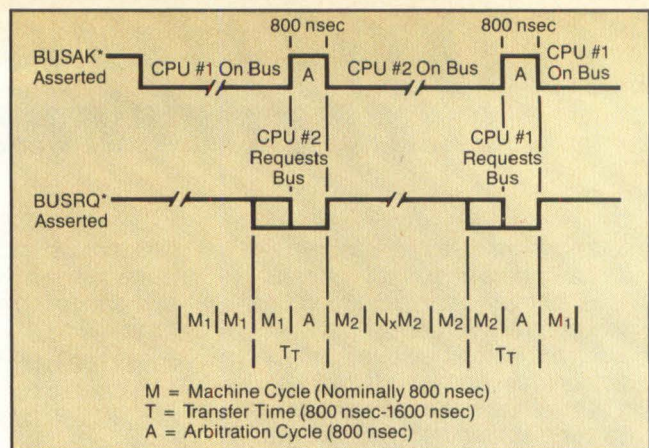 800 nsec 800 nsec
BUSAK*
Asserted
CPU #1 On Bus A CPU #2 On Bus A CPU #1
On Bus
CPU #2
Requests
Bus
CPU #1
Requests
Bus
BUSRQ*
Asserted
M1 M1 M1 A M2 NxM2 M2 M2 A M1
TT TT
M = Machine Cycle (Nominally 800 nsec)
T = Transfer Time (800 nsec-1600 nsec)
A = Arbitration Cycle (800 nsec)